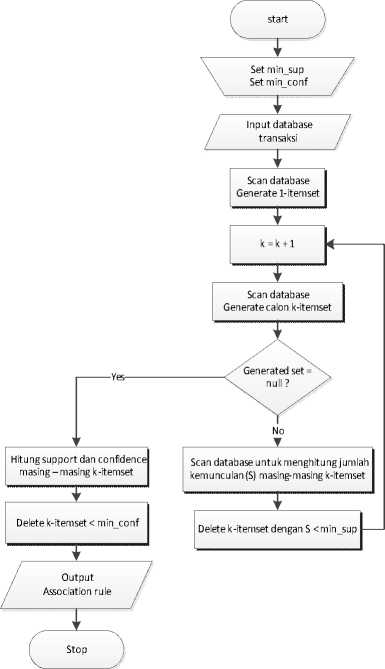 start
Set min_sup
Set min_conf
Input database
transaksi
Scan database
Generate 1-itemset
k = k + 1
Scan database
Generate calon k-itemset
Generated set =
null ?
Yes
No
Hitung support dan confidence
masing – masing k-itemset
Scan database untuk menghitung jumlah
kemunculan (S) masing-masing k-itemset
Delete k-itemset < min_conf
Delete k-itemset dengan S < min_sup
Output
Association rule
Stop